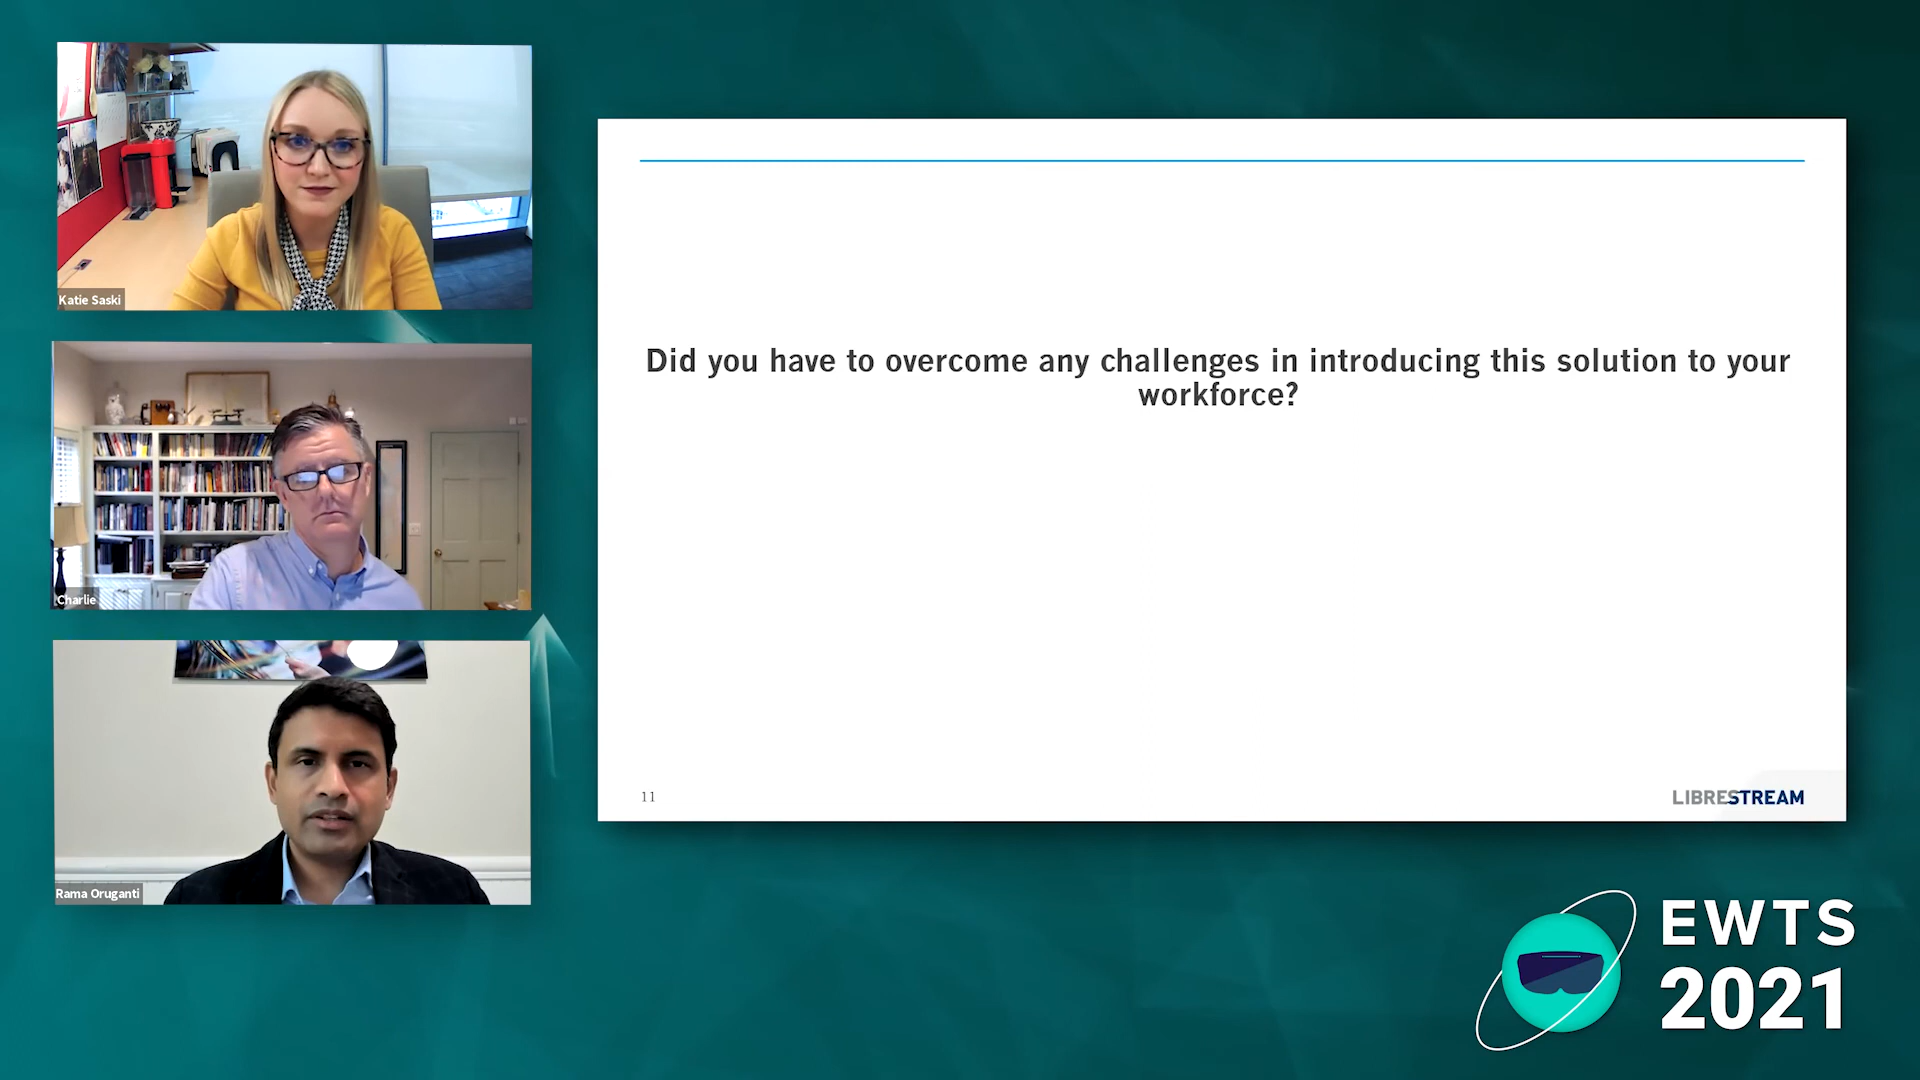 Katie Saski
Charlie
Rama Oruganti
Did you have to overcome any challenges in introducing this solution to your
workforce?
11
LIBRESTREAM
EWTS
2021